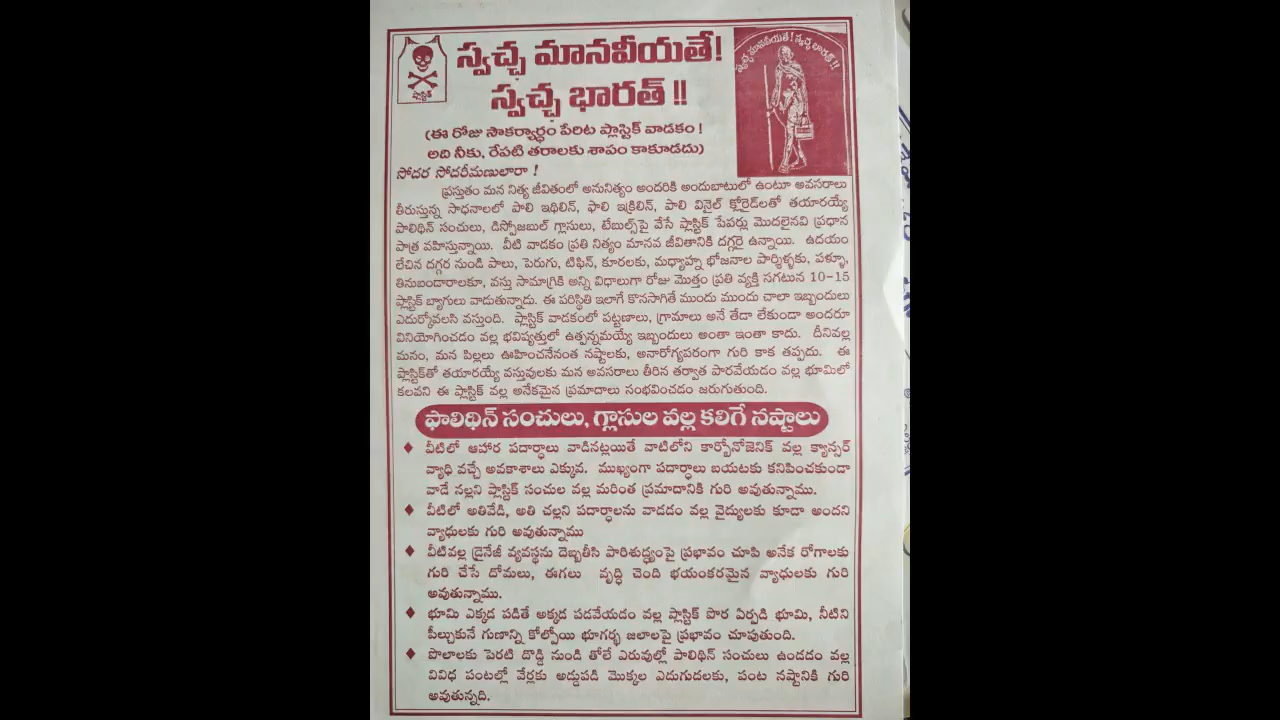 స్వచ్ఛ మానవీయతే!
స్వచ్ఛ భారత్ !!
స్వచ్ఛ మానవీయతే! స్వచ్ఛ భారత్!!
ప్లాస్టిక్
(ఈ రోజు సౌకర్యార్థం పేరిట ప్లాస్టిక్ వాడకం !
అది నీకు, రేపటి తరాలకు శాపం కాకూడదు)
సోదర సోదరీమణులారా !
ప్రస్తుతం మన నిత్య జీవితంలో అనునిత్యం అందరికి అందుబాటులో ఉంటూ అవసరాలు
తీరుస్తున్న సాధనాలలో పాలి ఇథిలిన్, ఫాలి ఇక్రిలిన్, పాలి వినైల్ క్లోరైడ్‌లతో తయారయ్యే
పాలిథిన్ సంచులు, డిస్పోజబుల్ గ్లాసులు, టేబుల్స్‌పై వేసే ప్లాస్టిక్ పేపర్లు మొదలైనవి ప్రధాన
పాత్ర వహిస్తున్నాయి. వీటి వాడకం ప్రతి నిత్యం మానవ జీవితానికి దగ్గరై ఉన్నాయి. ఉదయం
లేచిన దగ్గర నుండి పాలు, పెరుగు, టిఫిన్, కూరలకు, మధ్యాహ్న భోజనాల పార్శిళ్ళకు, పళ్ళూ,
తినుబండారాలకూ, వస్తు సామాగ్రికి అన్ని విధాలుగా రోజు మొత్తం ప్రతి వ్యక్తి సగటున 10-15
ప్లాస్టిక్ బ్యాగులు వాడుతున్నాడు. ఈ పరిస్థితి ఇలాగే కొనసాగితే ముందు ముందు చాలా ఇబ్బందులు
ఎదుర్కోవలసి వస్తుంది. ప్లాస్టిక్ వాడకంలో పట్టణాలు, గ్రామాలు అనే తేడా లేకుండా అందరూ
వినియోగించడం వల్ల భవిష్యత్తులో ఉత్పన్నమయ్యే ఇబ్బందులు అంతా ఇంతా కాదు. దీనివల్ల
మనం, మన పిల్లలు ఊహించనేనంత నష్టాలకు, అనారోగ్యపరంగా గురి కాక తప్పదు. ఈ
ప్లాస్టిక్‌తో తయారయ్యే వస్తువులకు మన అవసరాలు తీరిన తర్వాత పారవేయడం వల్ల భూమిలో
కలవని ఈ ప్లాస్టిక్ వల్ల అనేకమైన ప్రమాదాలు సంభవించడం జరుగుతుంది.
ఫాలిథిన్ సంచులు, గ్లాసుల వల్ల కలిగే నష్టాలు
♦ వీటిలో ఆహార పదార్థాలు వాడినట్లయితే వాటిలోని కార్బోనోజెనిక్ వల్ల క్యాన్సర్
వ్యాధి వచ్చే అవకాశాలు ఎక్కువ. ముఖ్యంగా పదార్థాలు బయటకు కనిపించకుండా
వాడే నల్లని ప్లాస్టిక్ సంచుల వల్ల మరింత ప్రమాదానికి గురి అవుతున్నాము.
♦ వీటిలో అతివేడి, అతి చల్లని పదార్థాలను వాడడం వల్ల వైద్యులకు కూడా అందని
వ్యాధులకు గురి అవుతున్నాము
♦ వీటివల్ల డ్రైనేజీ వ్యవస్థను దెబ్బతీసి పారిశుద్ధ్యంపై ప్రభావం చూపి అనేక రోగాలకు
గురి చేసే దోమలు, ఈగలు వృద్ధి చెంది భయంకరమైన వ్యాధులకు గురి
అవుతున్నాము.
♦ భూమి ఎక్కడ పడితే అక్కడ పడవేయడం వల్ల ప్లాస్టిక్ పొర ఏర్పడి భూమి, నీటిని
పీల్చుకునే గుణాన్ని కోల్పోయి భూగర్భ జలాలపై ప్రభావం చూపుతుంది.
♦ పొలాలకు పెరటి దొడ్డి నుండి తోలే ఎరువుల్లో పాలిథిన్ సంచులు ఉండడం వల్ల
వివిధ పంటల్లో వేర్లకు అడ్డుపడి మొక్కల ఎదుగుదలకు, పంట నష్టానికి గురి
అవుతున్నది.